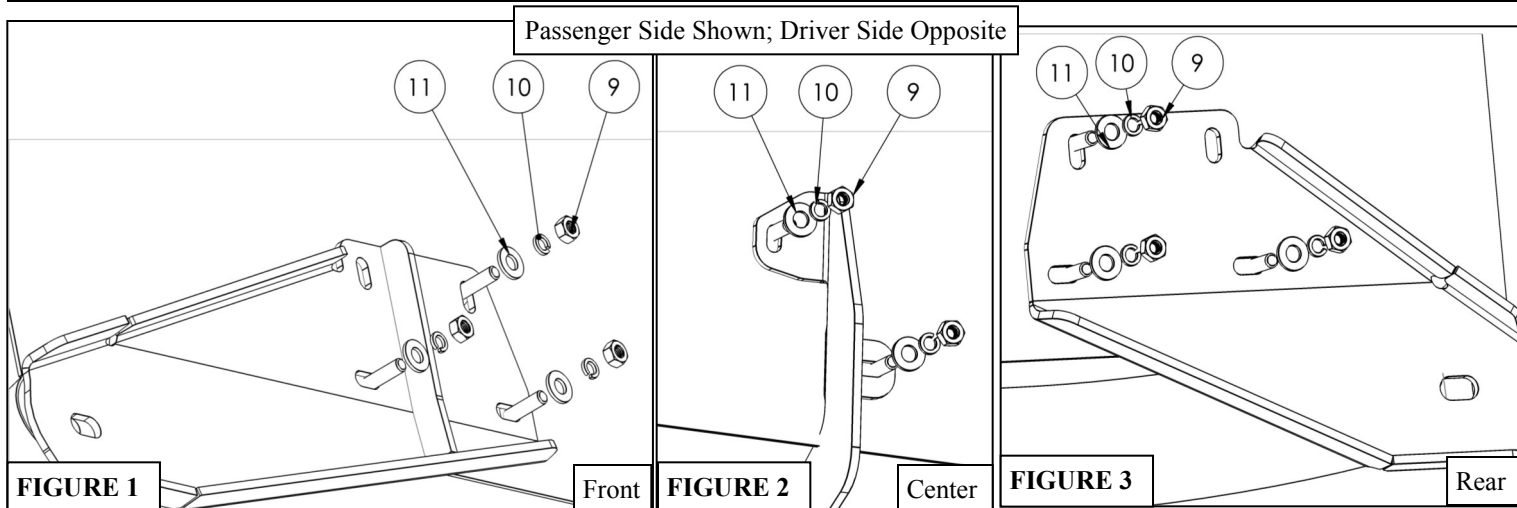 Passenger Side Shown; Driver Side Opposite
11 10 9
FIGURE 1
Front
11 10 9
FIGURE 2
Center
11 10 9
FIGURE 3
Rear